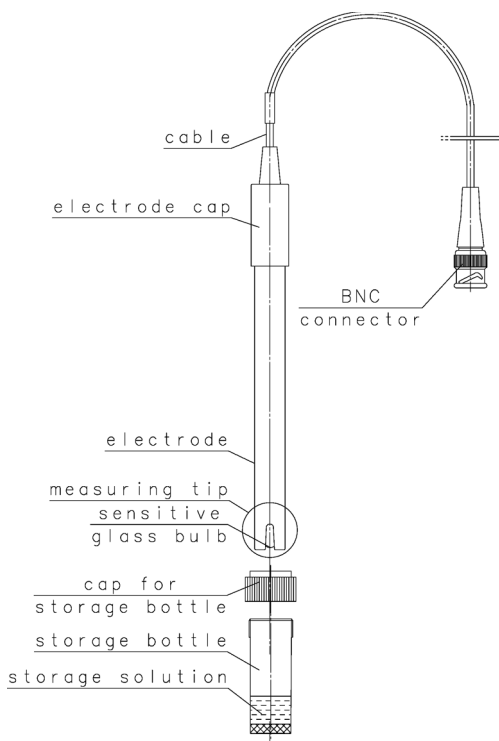 cable
electrode cap
BNC
connector
electrode
measuring tip
sensitive
glass bulb
cap for
storage bottle
storage bottle
storage solution